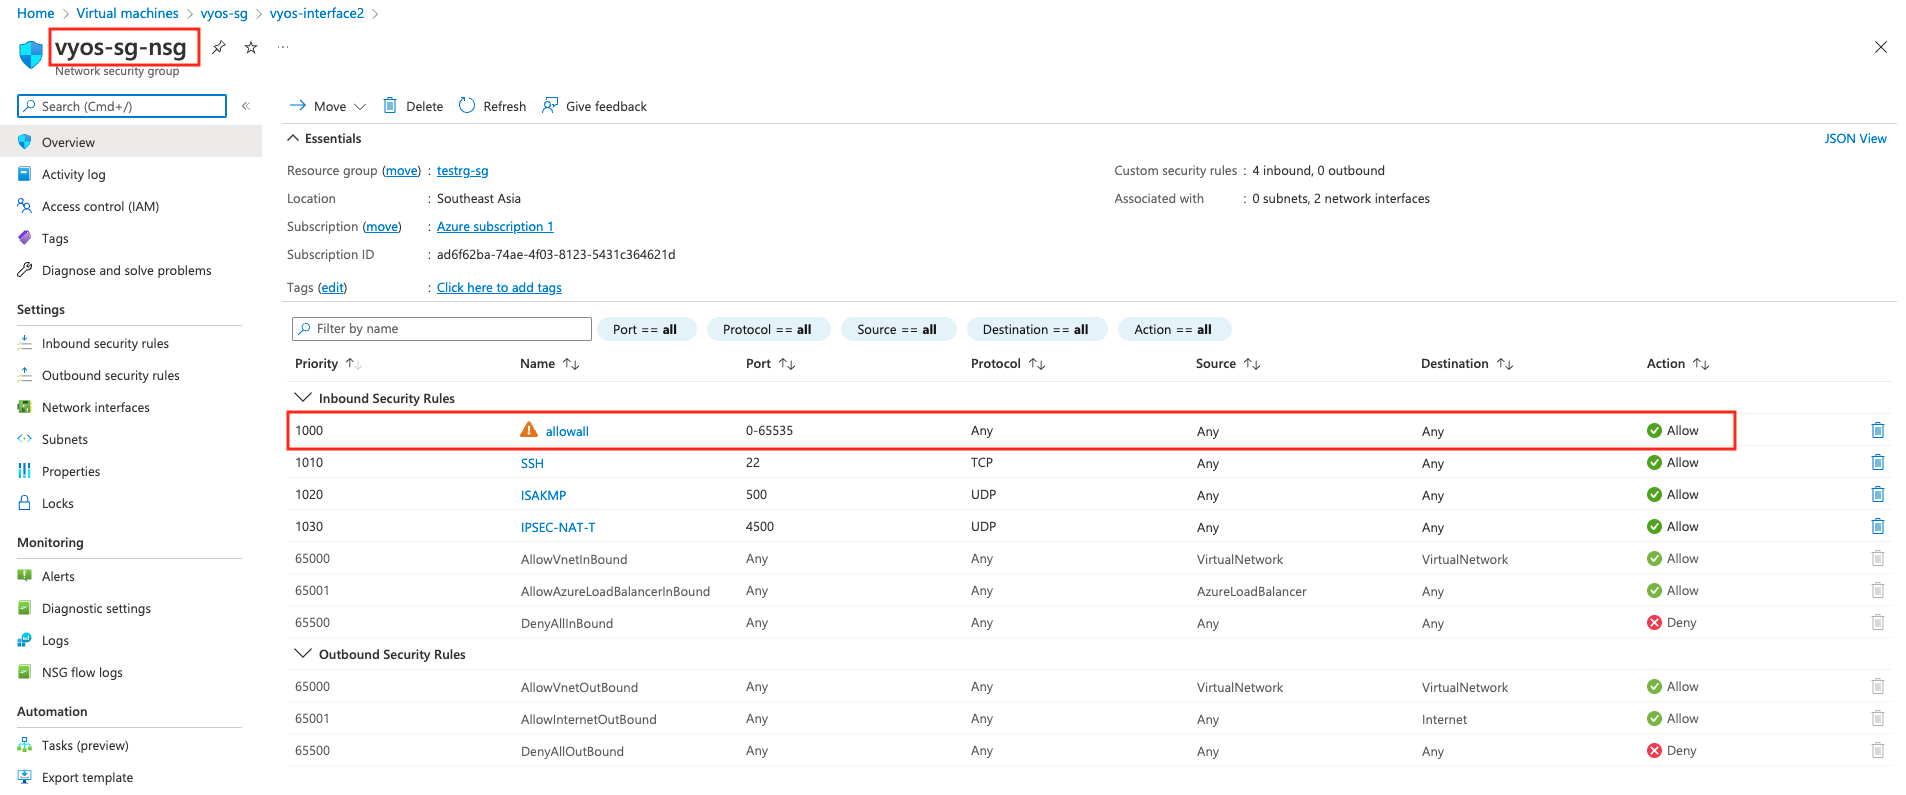 Home > Virtual machines > vyos-sg > vyos-interface2 >
vyos-sg-nsg
Network security group
Search (Cmd+/)
«
Overview
Activity log
Access control (IAM)
Tags
Diagnose and solve problems
Settings
Inbound security rules
Outbound security rules
Network interfaces
Subnets
Properties
Locks
Monitoring
Alerts
Diagnostic settings
Logs
NSG flow logs
Automation
Tasks (preview)
Export template
Move Delete Refresh Give feedback
Essentials JSON View
Resource group (move) : testrg-sg
Location : Southeast Asia
Subscription (move) : Azure subscription 1
Subscription ID : ad6f62ba-74ae-4f03-8123-5431c364621d
Tags (edit) : Click here to add tags
Custom security rules : 4 inbound, 0 outbound
Associated with : 0 subnets, 2 network interfaces
Filter by name Port == all Protocol == all Source == all Destination == all Action == all
Priority ↑↓ Name ↑↓ Port ↑↓ Protocol ↑↓ Source ↑↓ Destination ↑↓ Action ↑↓
Inbound Security Rules
1000 allowall 0-65535 Any Any Any Allow
1010 SSH 22 TCP Any Any Allow
1020 ISAKMP 500 UDP Any Any Allow
1030 IPSEC-NAT-T 4500 UDP Any Any Allow
65000 AllowVnetInBound Any Any VirtualNetwork VirtualNetwork Allow
65001 AllowAzureLoadBalancerInBound Any Any AzureLoadBalancer Any Allow
65500 DenyAllInBound Any Any Any Any Deny
Outbound Security Rules
65000 AllowVnetOutBound Any Any VirtualNetwork VirtualNetwork Allow
65001 AllowInternetOutBound Any Any Any Internet Allow
65500 DenyAllOutBound Any Any Any Any Deny